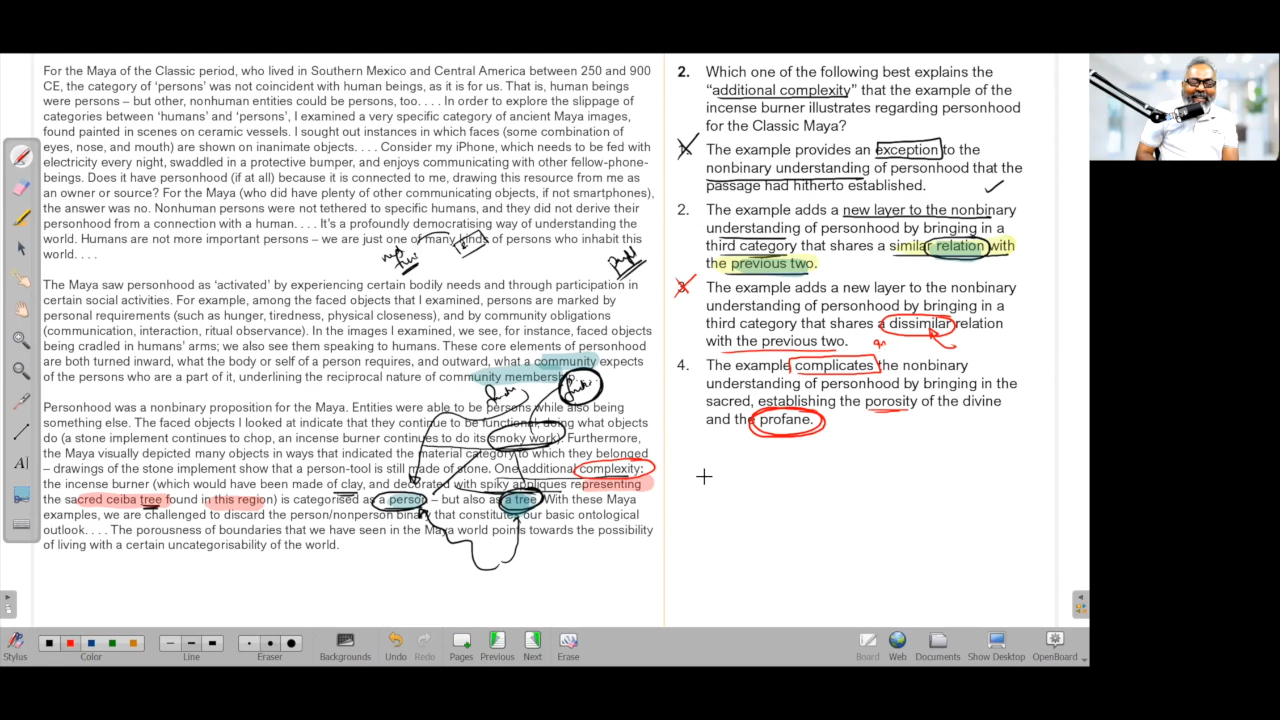 For the Maya of the Classic period, who lived in Southern Mexico and Central America between 250 and 900
CE, the category of 'persons' was not coincident with human beings, as it is for us. That is, human beings
were persons – but other, nonhuman entities could be persons, too. . . . In order to explore the slippage of
categories between 'humans' and 'persons', I examined a very specific category of ancient Maya images,
found painted in scenes on ceramic vessels. I sought out instances in which faces (some combination of
eyes, nose, and mouth) are shown on inanimate objects. . . . Consider my iPhone, which needs to be fed with
electricity every night, swaddled in a protective bumper, and enjoys communicating with other fellow-phone-
beings. Does it have personhood (if at all) because it is connected to me, drawing this resource from me as
an owner or source? For the Maya (who did have plenty of other communicating objects, if not smartphones),
the answer was no. Nonhuman persons were not tethered to specific humans, and they did not derive their
personhood from a connection with a human. . . . It's a profoundly democratising way of understanding the
world. Humans are not more important persons – we are just one of many kinds of persons who inhabit this
world. . . .
The Maya saw personhood as 'activated' by experiencing certain bodily needs and through participation in
certain social activities. For example, among the faced objects that I examined, persons are marked by
personal requirements (such as hunger, tiredness, physical closeness), and by community obligations
(communication, interaction, ritual observance). In the images I examined, we see, for instance, faced objects
being cradled in humans' arms; we also see them speaking to humans. These core elements of personhood
are both turned inward, what the body or self of a person requires, and outward, what a community expects
of the persons who are a part of it, underlining the reciprocal nature of community membership.
Personhood was a nonbinary proposition for the Maya. Entities were able to be persons while also being
something else. The faced objects I looked at indicate that they continue to be functional, doing what objects
do (a stone implement continues to chop, an incense burner continues to do its smoky work). Furthermore,
the Maya visually depicted many objects in ways that indicated the material category to which they belonged
– drawings of the stone implement show that a person-tool is still made of stone. One additional complexity:
the incense burner (which would have been made of clay, and decorated with spiky appliques representing
the sacred ceiba tree found in this region) is categorised as a person – but also as a tree. With these Maya
examples, we are challenged to discard the person/nonperson binary that constitutes our basic ontological
outlook. . . . The porousness of boundaries that we have seen in the Maya world points towards the possibility
of living with a certain uncategorisability of the world.
2. Which one of the following best explains the
"additional complexity" that the example of the
incense burner illustrates regarding personhood
for the Classic Maya?
The example provides an exception to the
nonbinary understanding of personhood that the
passage had hitherto established.
2. The example adds a new layer to the nonbinary
understanding of personhood by bringing in a
third category that shares a similar relation with
the previous two.
3. The example adds a new layer to the nonbinary
understanding of personhood by bringing in a
third category that shares a dissimilar relation
with the previous two.
4. The example complicates the nonbinary
understanding of personhood by bringing in the
sacred, establishing the porosity of the divine
and the profane.
Stylus
Color
Line
Eraser
Backgrounds
Undo
Redo
Pages
Previous
Next
Erase
Board
Web
Documents
Show Desktop
OpenBoard